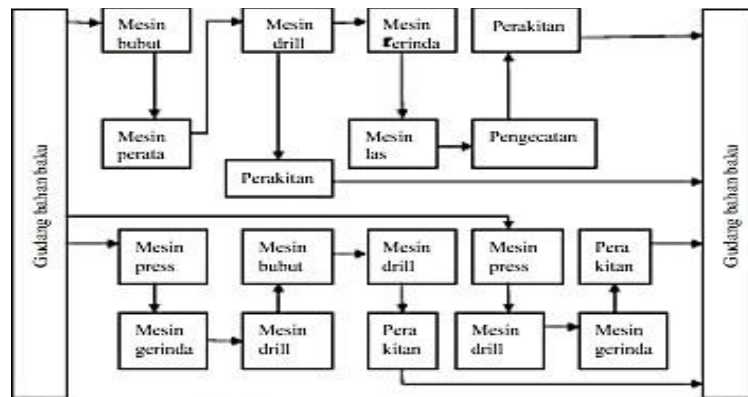 Gudang bahan baku
Mesin
bubut
Mesin
drill
Mesin
gerinda
Perakitan
Mesin
perata
Mesin
las
Pengecatan
Perakitan
Mesin
press
Mesin
bubut
Mesin
drill
Mesin
press
Pera
kitan
Mesin
gerinda
Mesin
drill
Pera
kitan
Mesin
drill
Mesin
gerinda
Gudang bahan baku